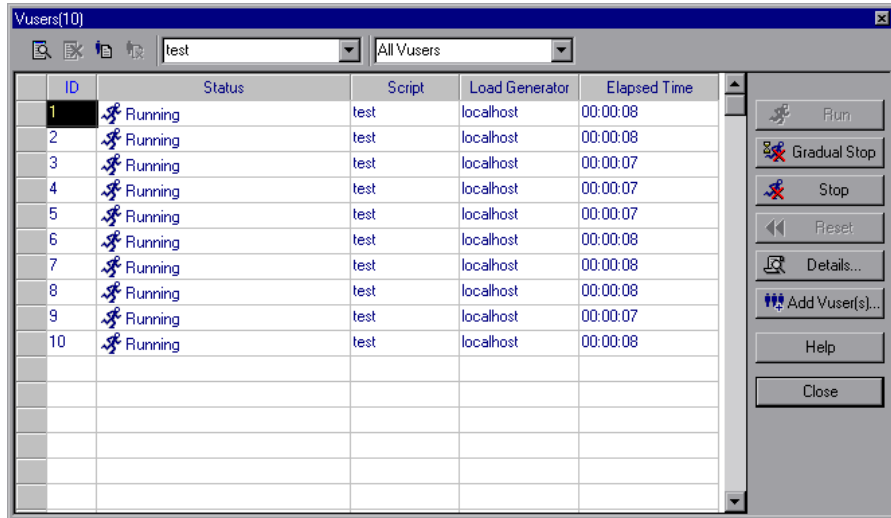 Vusers(10)
test All Vusers
ID Status Script Load Generator Elapsed Time
1 Running test localhost 00:00:08
2 Running test localhost 00:00:08
3 Running test localhost 00:00:07
4 Running test localhost 00:00:07
5 Running test localhost 00:00:07
6 Running test localhost 00:00:08
7 Running test localhost 00:00:08
8 Running test localhost 00:00:08
9 Running test localhost 00:00:07
10 Running test localhost 00:00:08
Run
Gradual Stop
Stop
Reset
Details...
Add Vuser(s)...
Help
Close